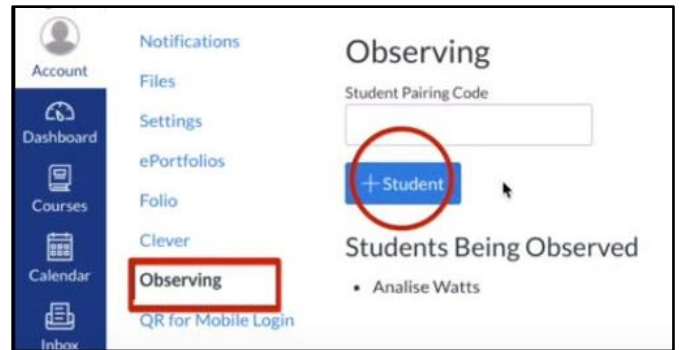 Account
Dashboard
Courses
Calendar
Inbox
Notifications
Files
Settings
ePortfolios
Folio
Clever
Observing
QR for Mobile Login
Observing
Student Pairing Code
+ Student
Students Being Observed
• Analise Watts